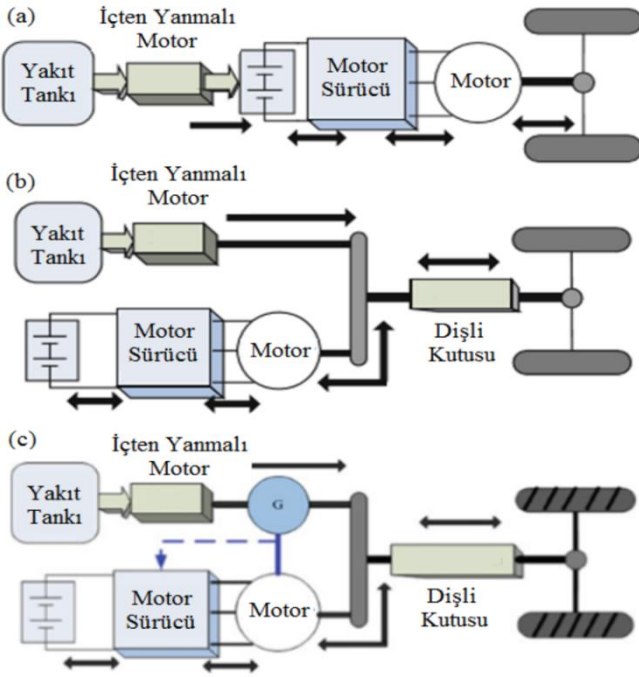 (a)
İçten Yanmalı
Motor
Yakıt
Tankı
Motor
Sürücü
Motor
(b)
İçten Yanmalı
Motor
Yakıt
Tankı
Motor
Sürücü
Motor
Dişli
Kutusu
(c)
İçten Yanmalı
Motor
Yakıt
Tankı
G
Motor
Sürücü
Motor
Dişli
Kutusu